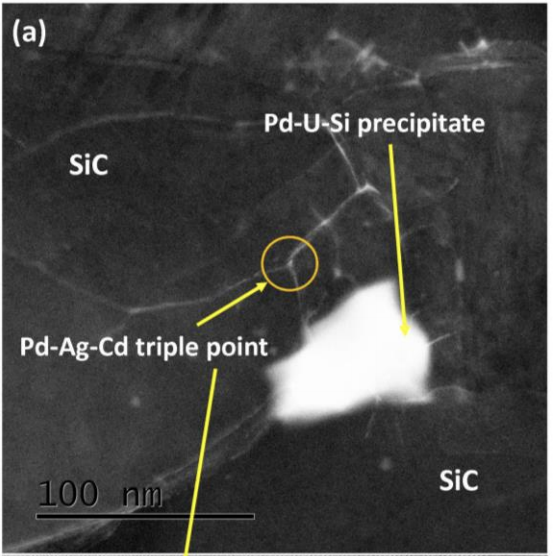 (a)
Pd-U-Si precipitate
SiC
Pd-Ag-Cd triple point
100 nm
SiC